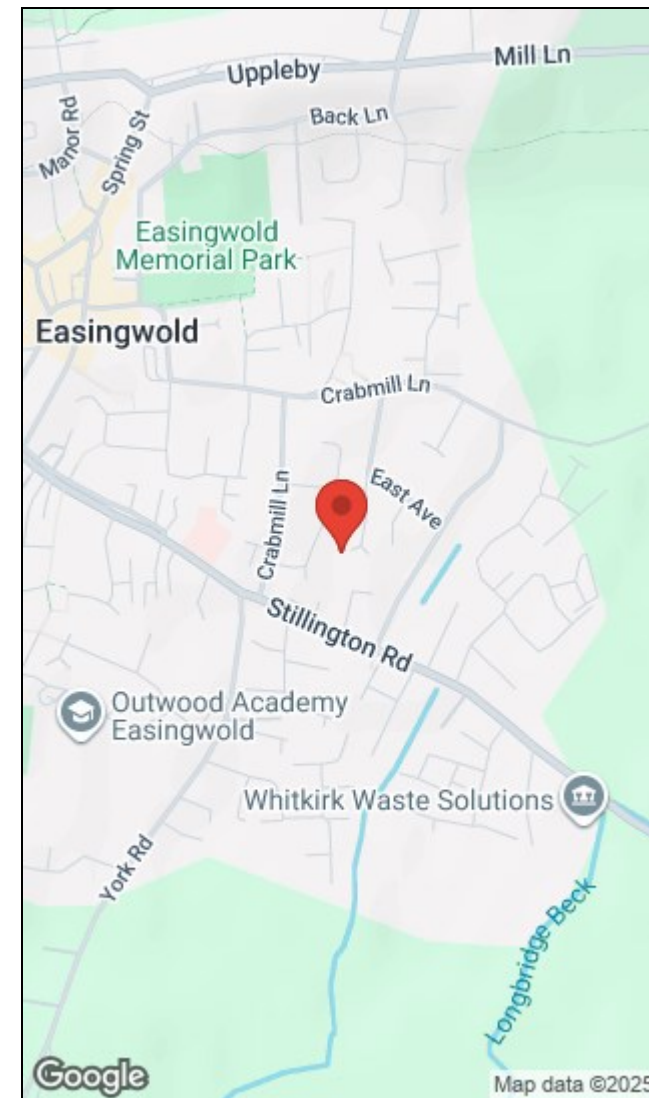 Uppleby
Mill Ln
Manor Rd
Spring St
Back Ln
Easingwold
Memorial Park
Easingwold
Crabmill Ln
Crabmill Ln
East Ave
Stillington Rd
Outwood Academy
Easingwold
Whitkirk Waste Solutions
York Rd
Longbridge Beck
Google
Map data ©2025